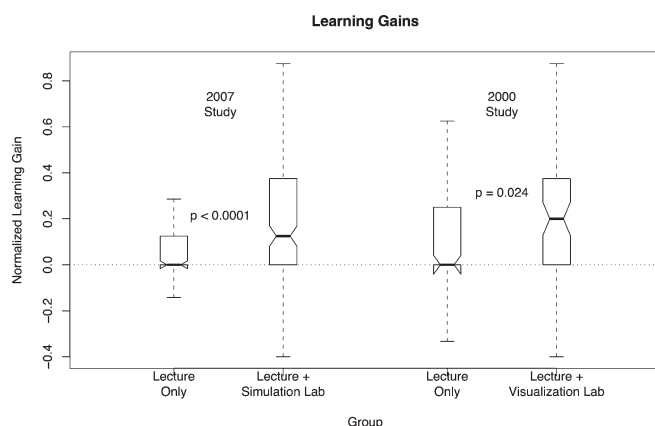 Learning Gains
Normalized Learning Gain
0.8
0.6
0.4
0.2
0.0
−0.2
−0.4
2007
Study
2000
Study
p < 0.0001
p = 0.024
Lecture
Only
Lecture +
Simulation Lab
Lecture
Only
Lecture +
Visualization Lab
Group